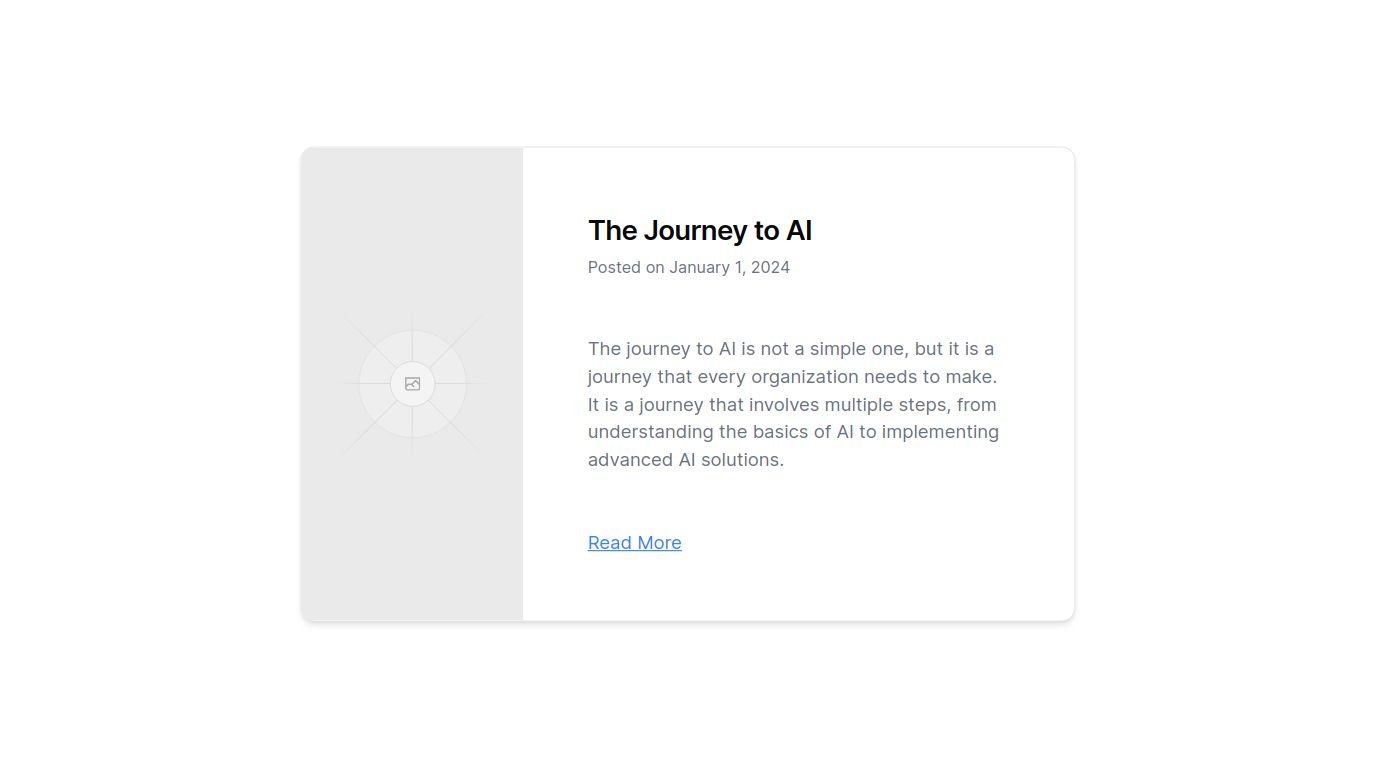 The Journey to AI
Posted on January 1, 2024
The journey to AI is not a simple one, but it is a
journey that every organization needs to make.
It is a journey that involves multiple steps, from
understanding the basics of AI to implementing
advanced AI solutions.
Read More